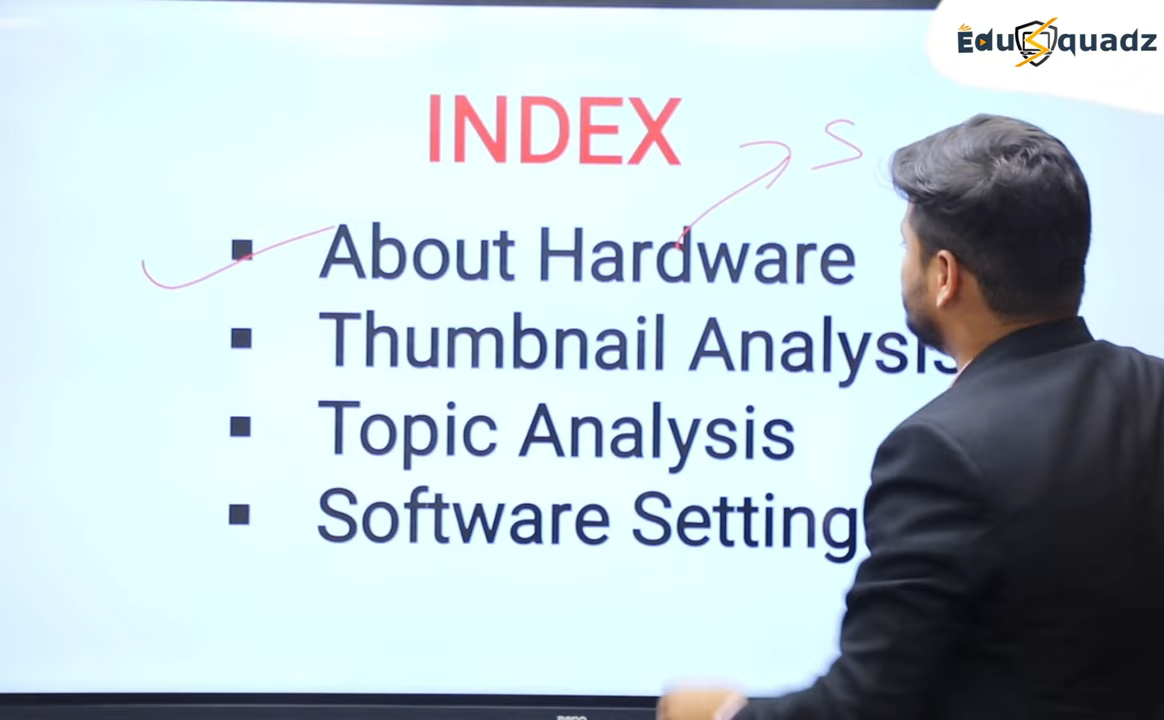 EduSquadz
INDEX
S
▪ About Hardware
▪ Thumbnail Analysis
▪ Topic Analysis
▪ Software Setting